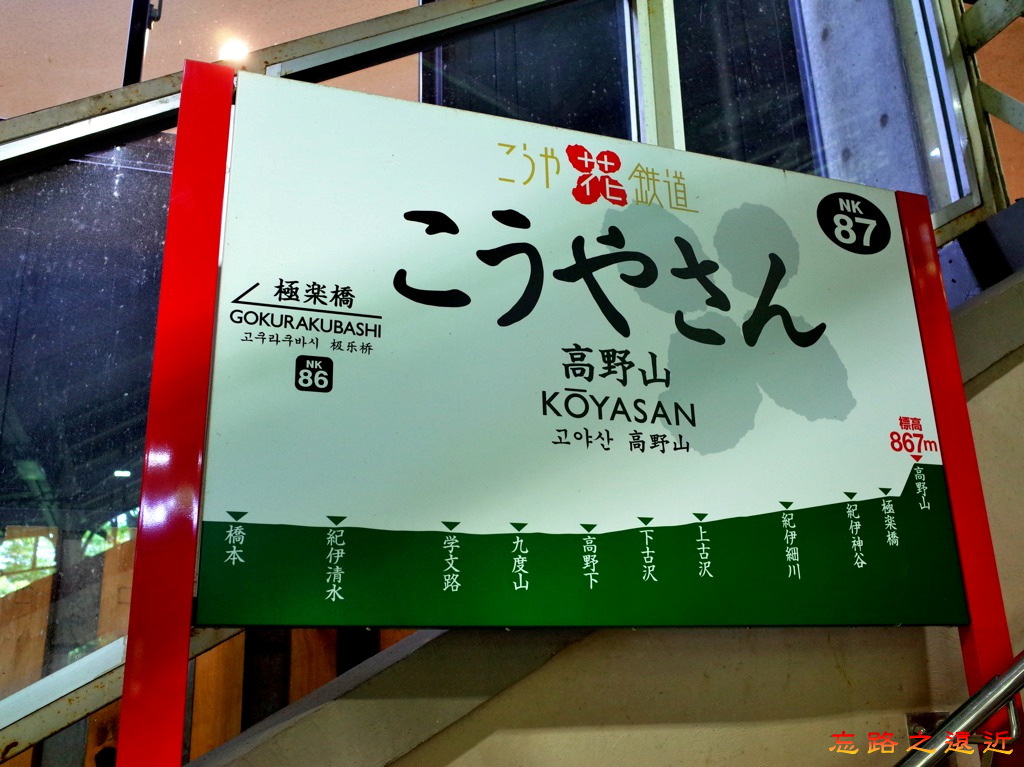 こうや花鉄道
NK
87
こうやさん
極楽橋
GOKURAKUBASHI
고쿠라쿠바시 极乐桥
NK
86
高野山
KŌYASAN
고야산 高野山
標高
867m
橋本
紀伊清水
学文路
九度山
高野下
下古沢
上古沢
紀伊細川
紀伊神谷
極楽橋
高野山
忘路之遠近